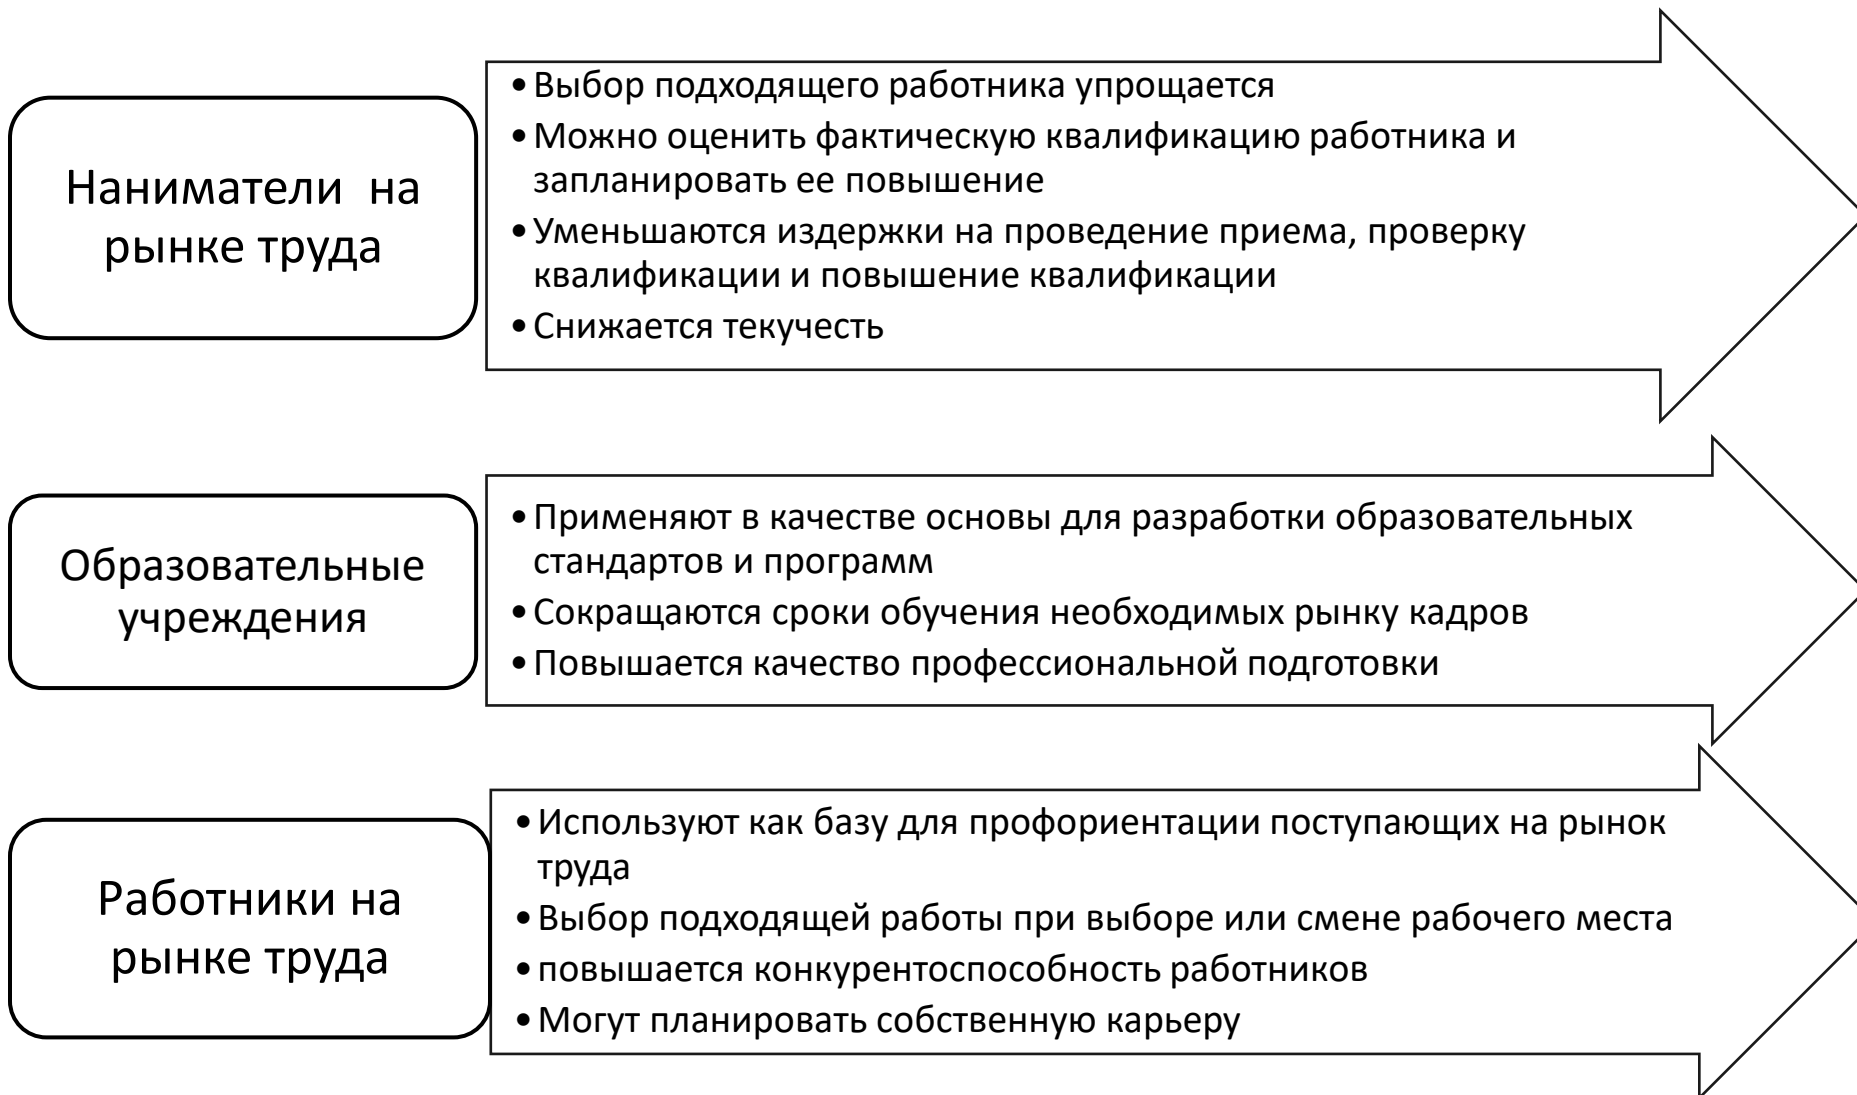 Наниматели на
рынке труда
• Выбор подходящего работника упрощается
• Можно оценить фактическую квалификацию работника и
запланировать ее повышение
• Уменьшаются издержки на проведение приема, проверку
квалификации и повышение квалификации
• Снижается текучесть
Образовательные
учреждения
• Применяют в качестве основы для разработки образовательных
стандартов и программ
• Сокращаются сроки обучения необходимых рынку кадров
• Повышается качество профессиональной подготовки
Работники на
рынке труда
• Используют как базу для профориентации поступающих на рынок
труда
• Выбор подходящей работы при выборе или смене рабочего места
• повышается конкурентоспособность работников
• Могут планировать собственную карьеру